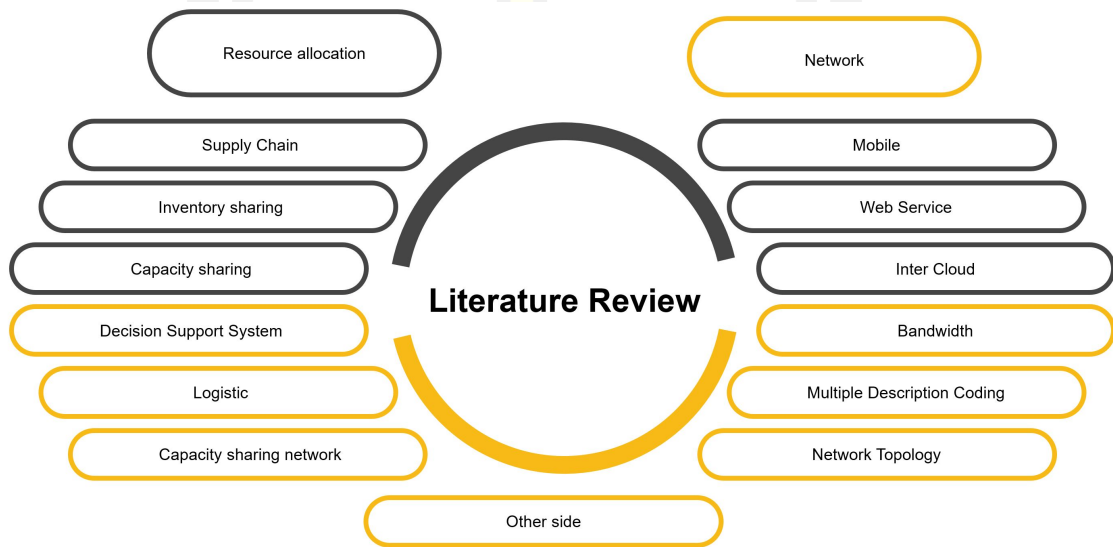 Resource allocation
Network
Supply Chain
Mobile
Inventory sharing
Web Service
Capacity sharing
Inter Cloud
Literature Review
Decision Support System
Bandwidth
Logistic
Multiple Description Coding
Capacity sharing network
Network Topology
Other side